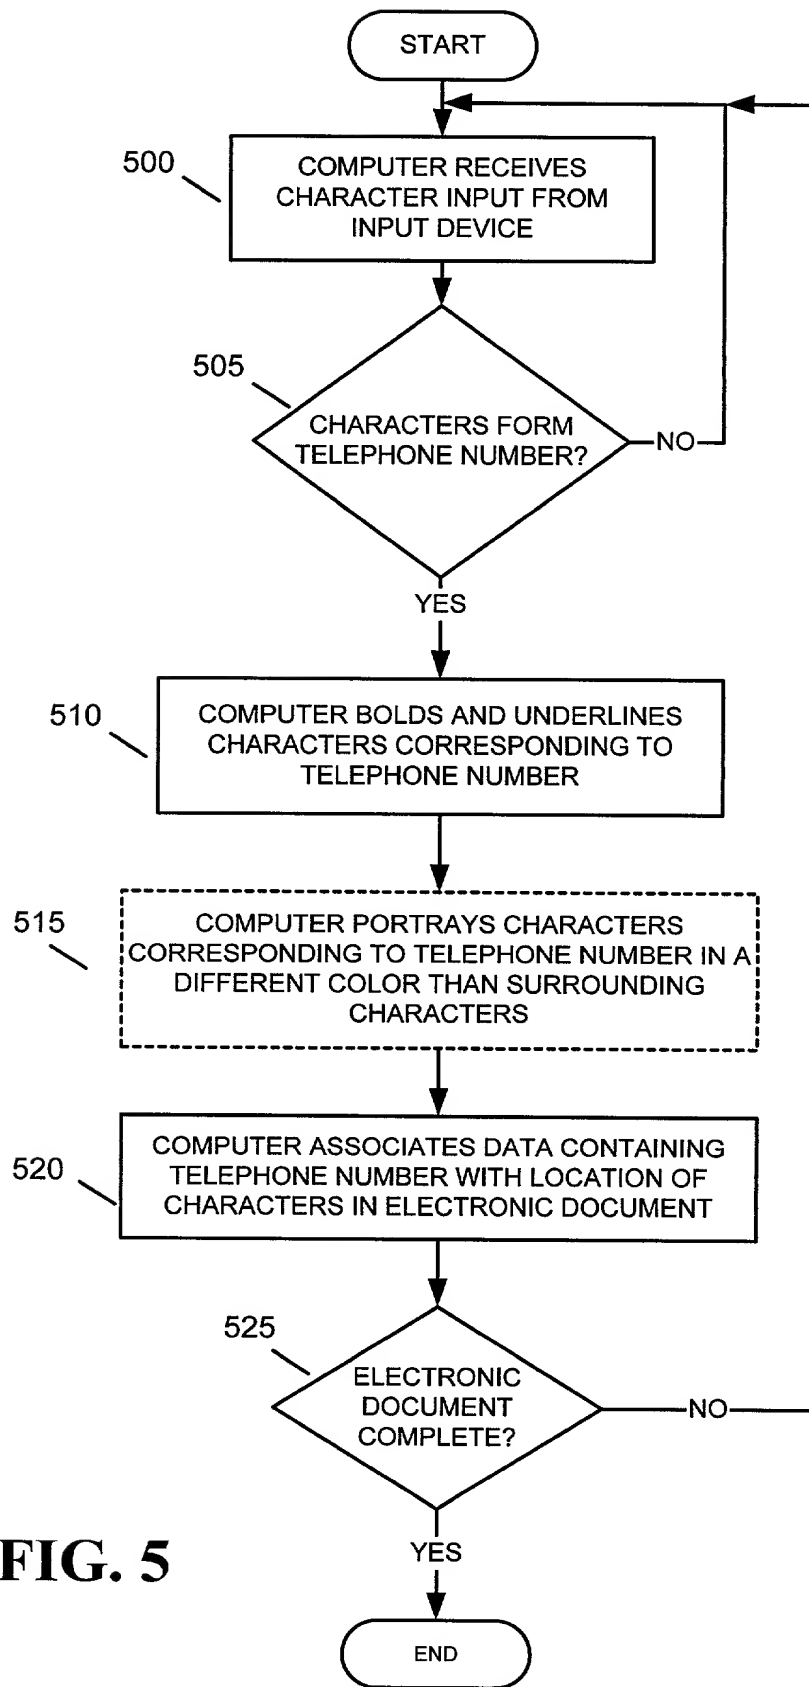 START
500
COMPUTER RECEIVES
CHARACTER INPUT FROM
INPUT DEVICE
505
CHARACTERS FORM
TELEPHONE NUMBER?
NO
YES
510
COMPUTER BOLDS AND UNDERLINES
CHARACTERS CORRESPONDING TO
TELEPHONE NUMBER
515
COMPUTER PORTRAYS CHARACTERS
CORRESPONDING TO TELEPHONE NUMBER IN A
DIFFERENT COLOR THAN SURROUNDING
CHARACTERS
520
COMPUTER ASSOCIATES DATA CONTAINING
TELEPHONE NUMBER WITH LOCATION OF
CHARACTERS IN ELECTRONIC DOCUMENT
525
ELECTRONIC
DOCUMENT
COMPLETE?
NO
YES
FIG. 5
END